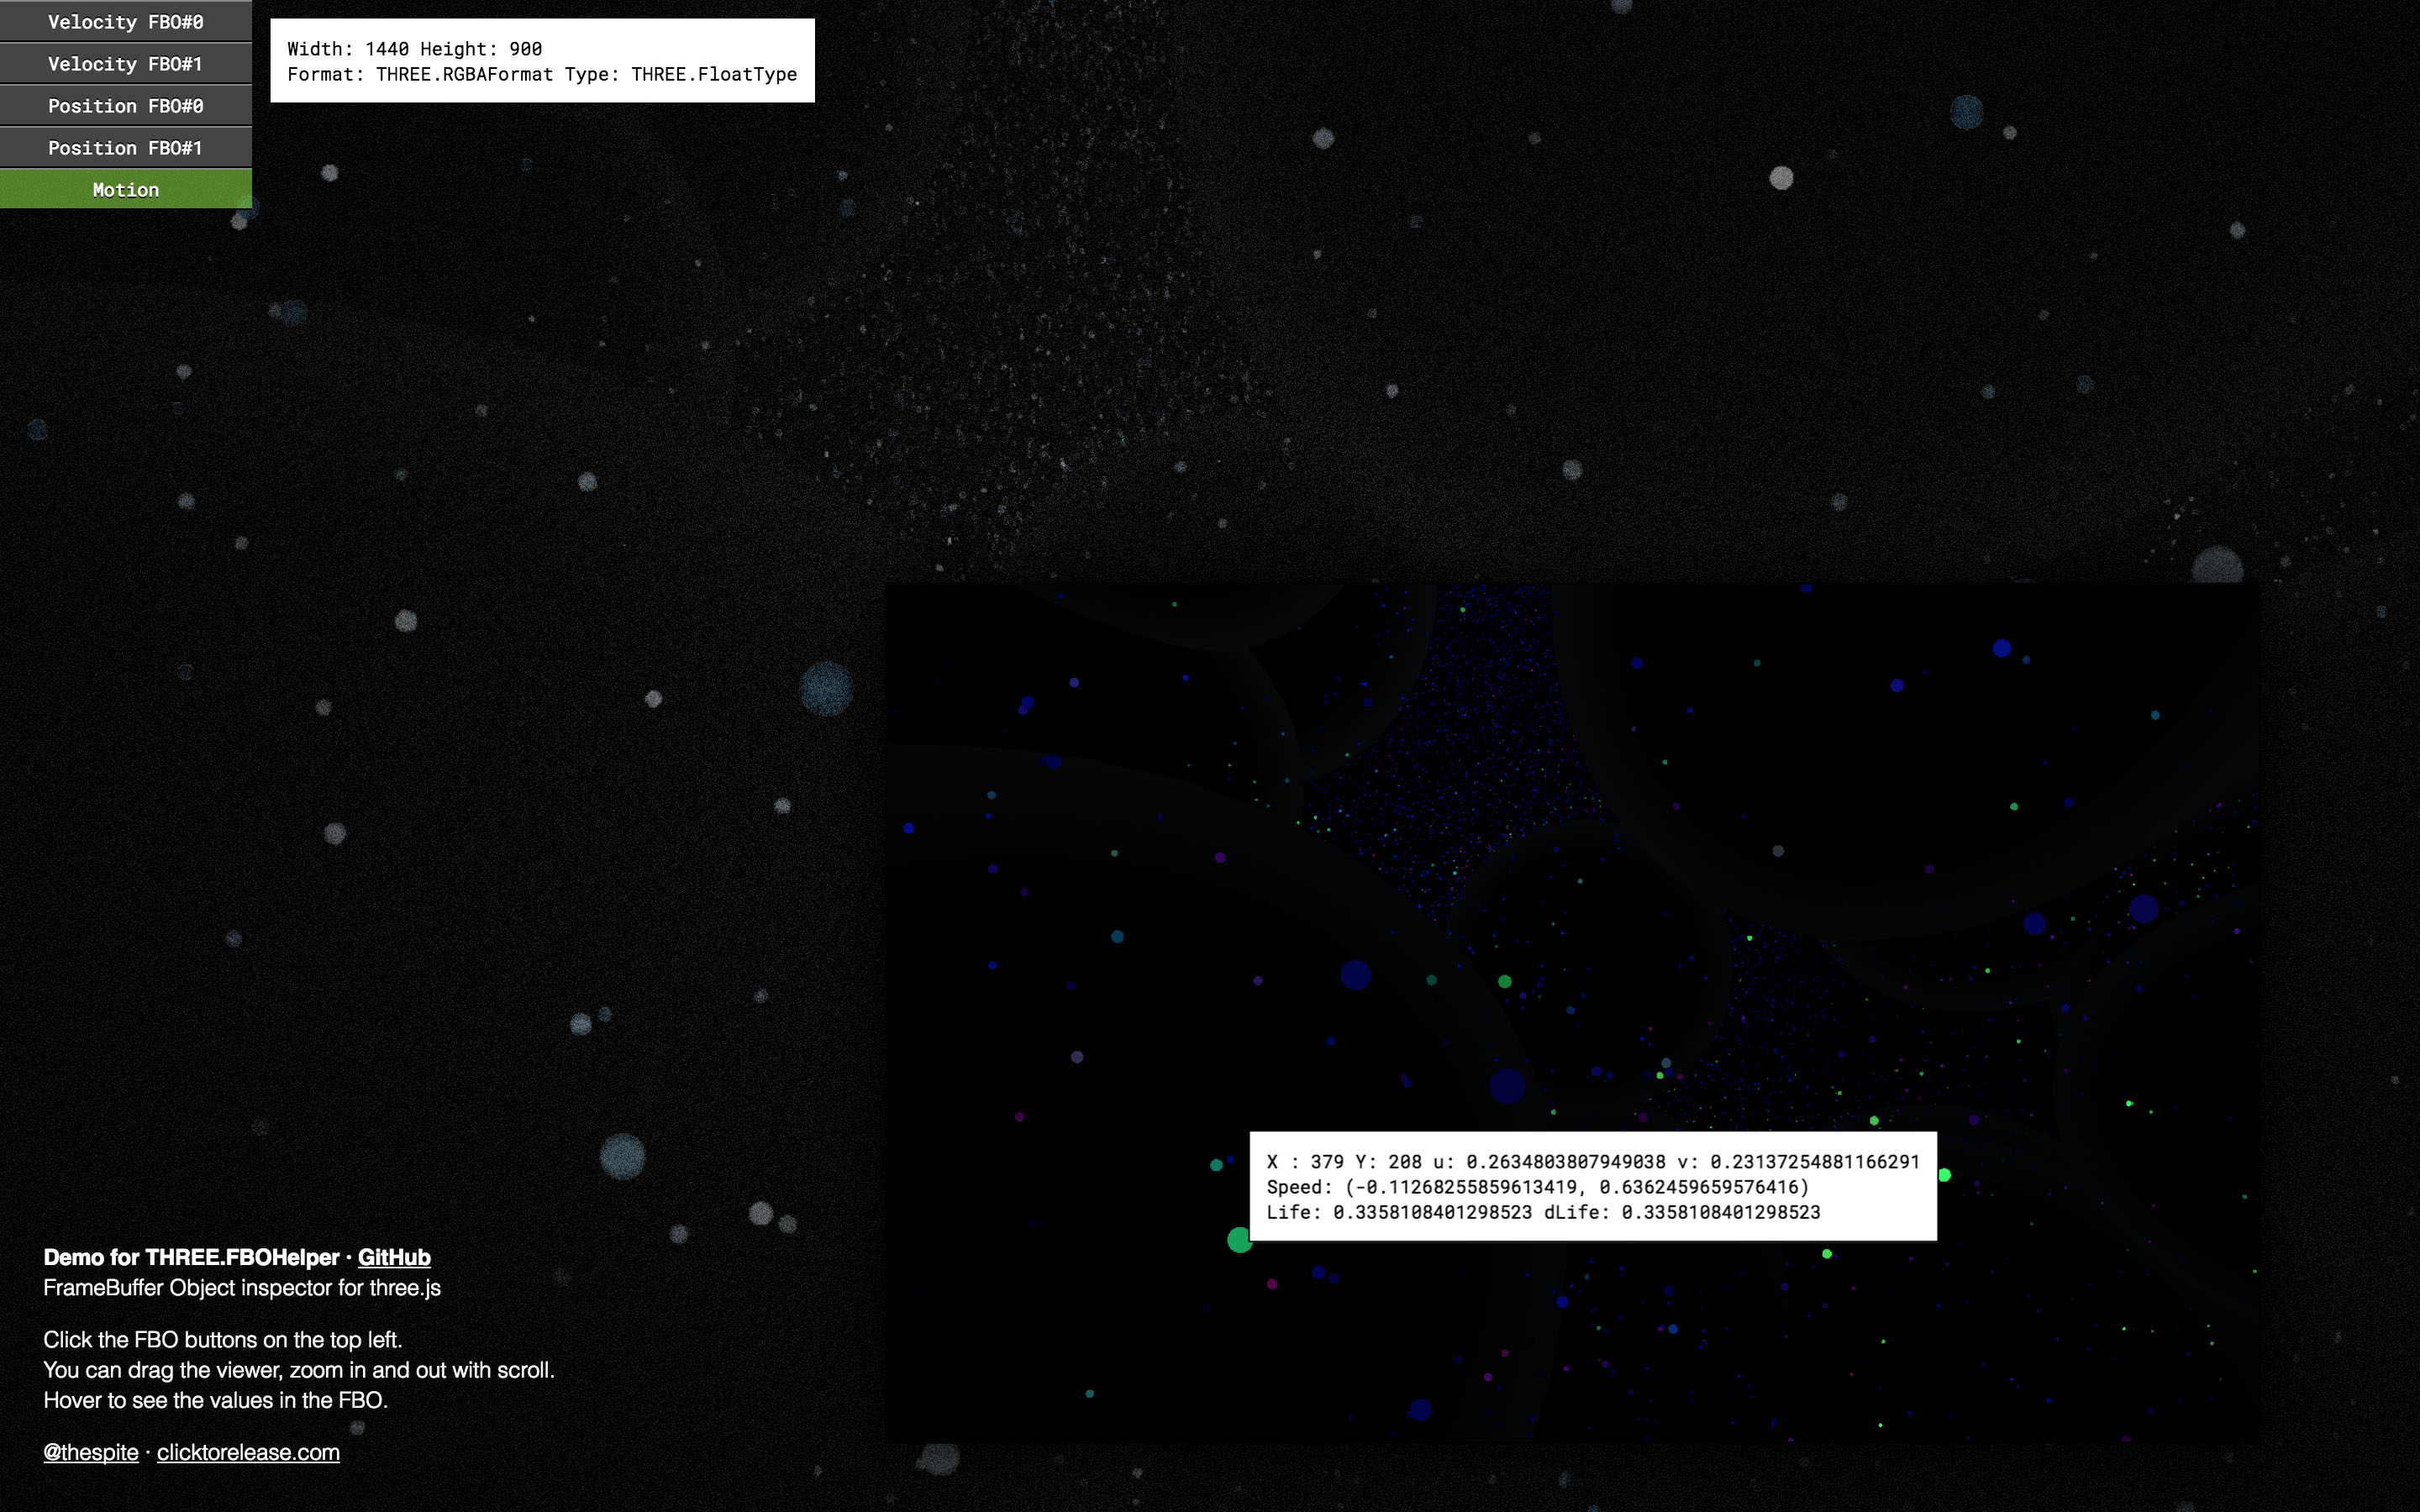 Velocity FBO#0
Velocity FBO#1
Position FBO#0
Position FBO#1
Motion
Width: 1440 Height: 900
Format: THREE.RGBAFormat Type: THREE.FloatType
X : 379 Y: 208 u: 0.2634803807949038 v: 0.23137254881166291
Speed: (-0.11268255859613419, 0.6362459659576416)
Life: 0.3358108401298523 dLife: 0.3358108401298523
Demo for THREE.FBOHelper · GitHub
FrameBuffer Object inspector for three.js
Click the FBO buttons on the top left.
You can drag the viewer, zoom in and out with scroll.
Hover to see the values in the FBO.
@thespite · clicktorelease.com